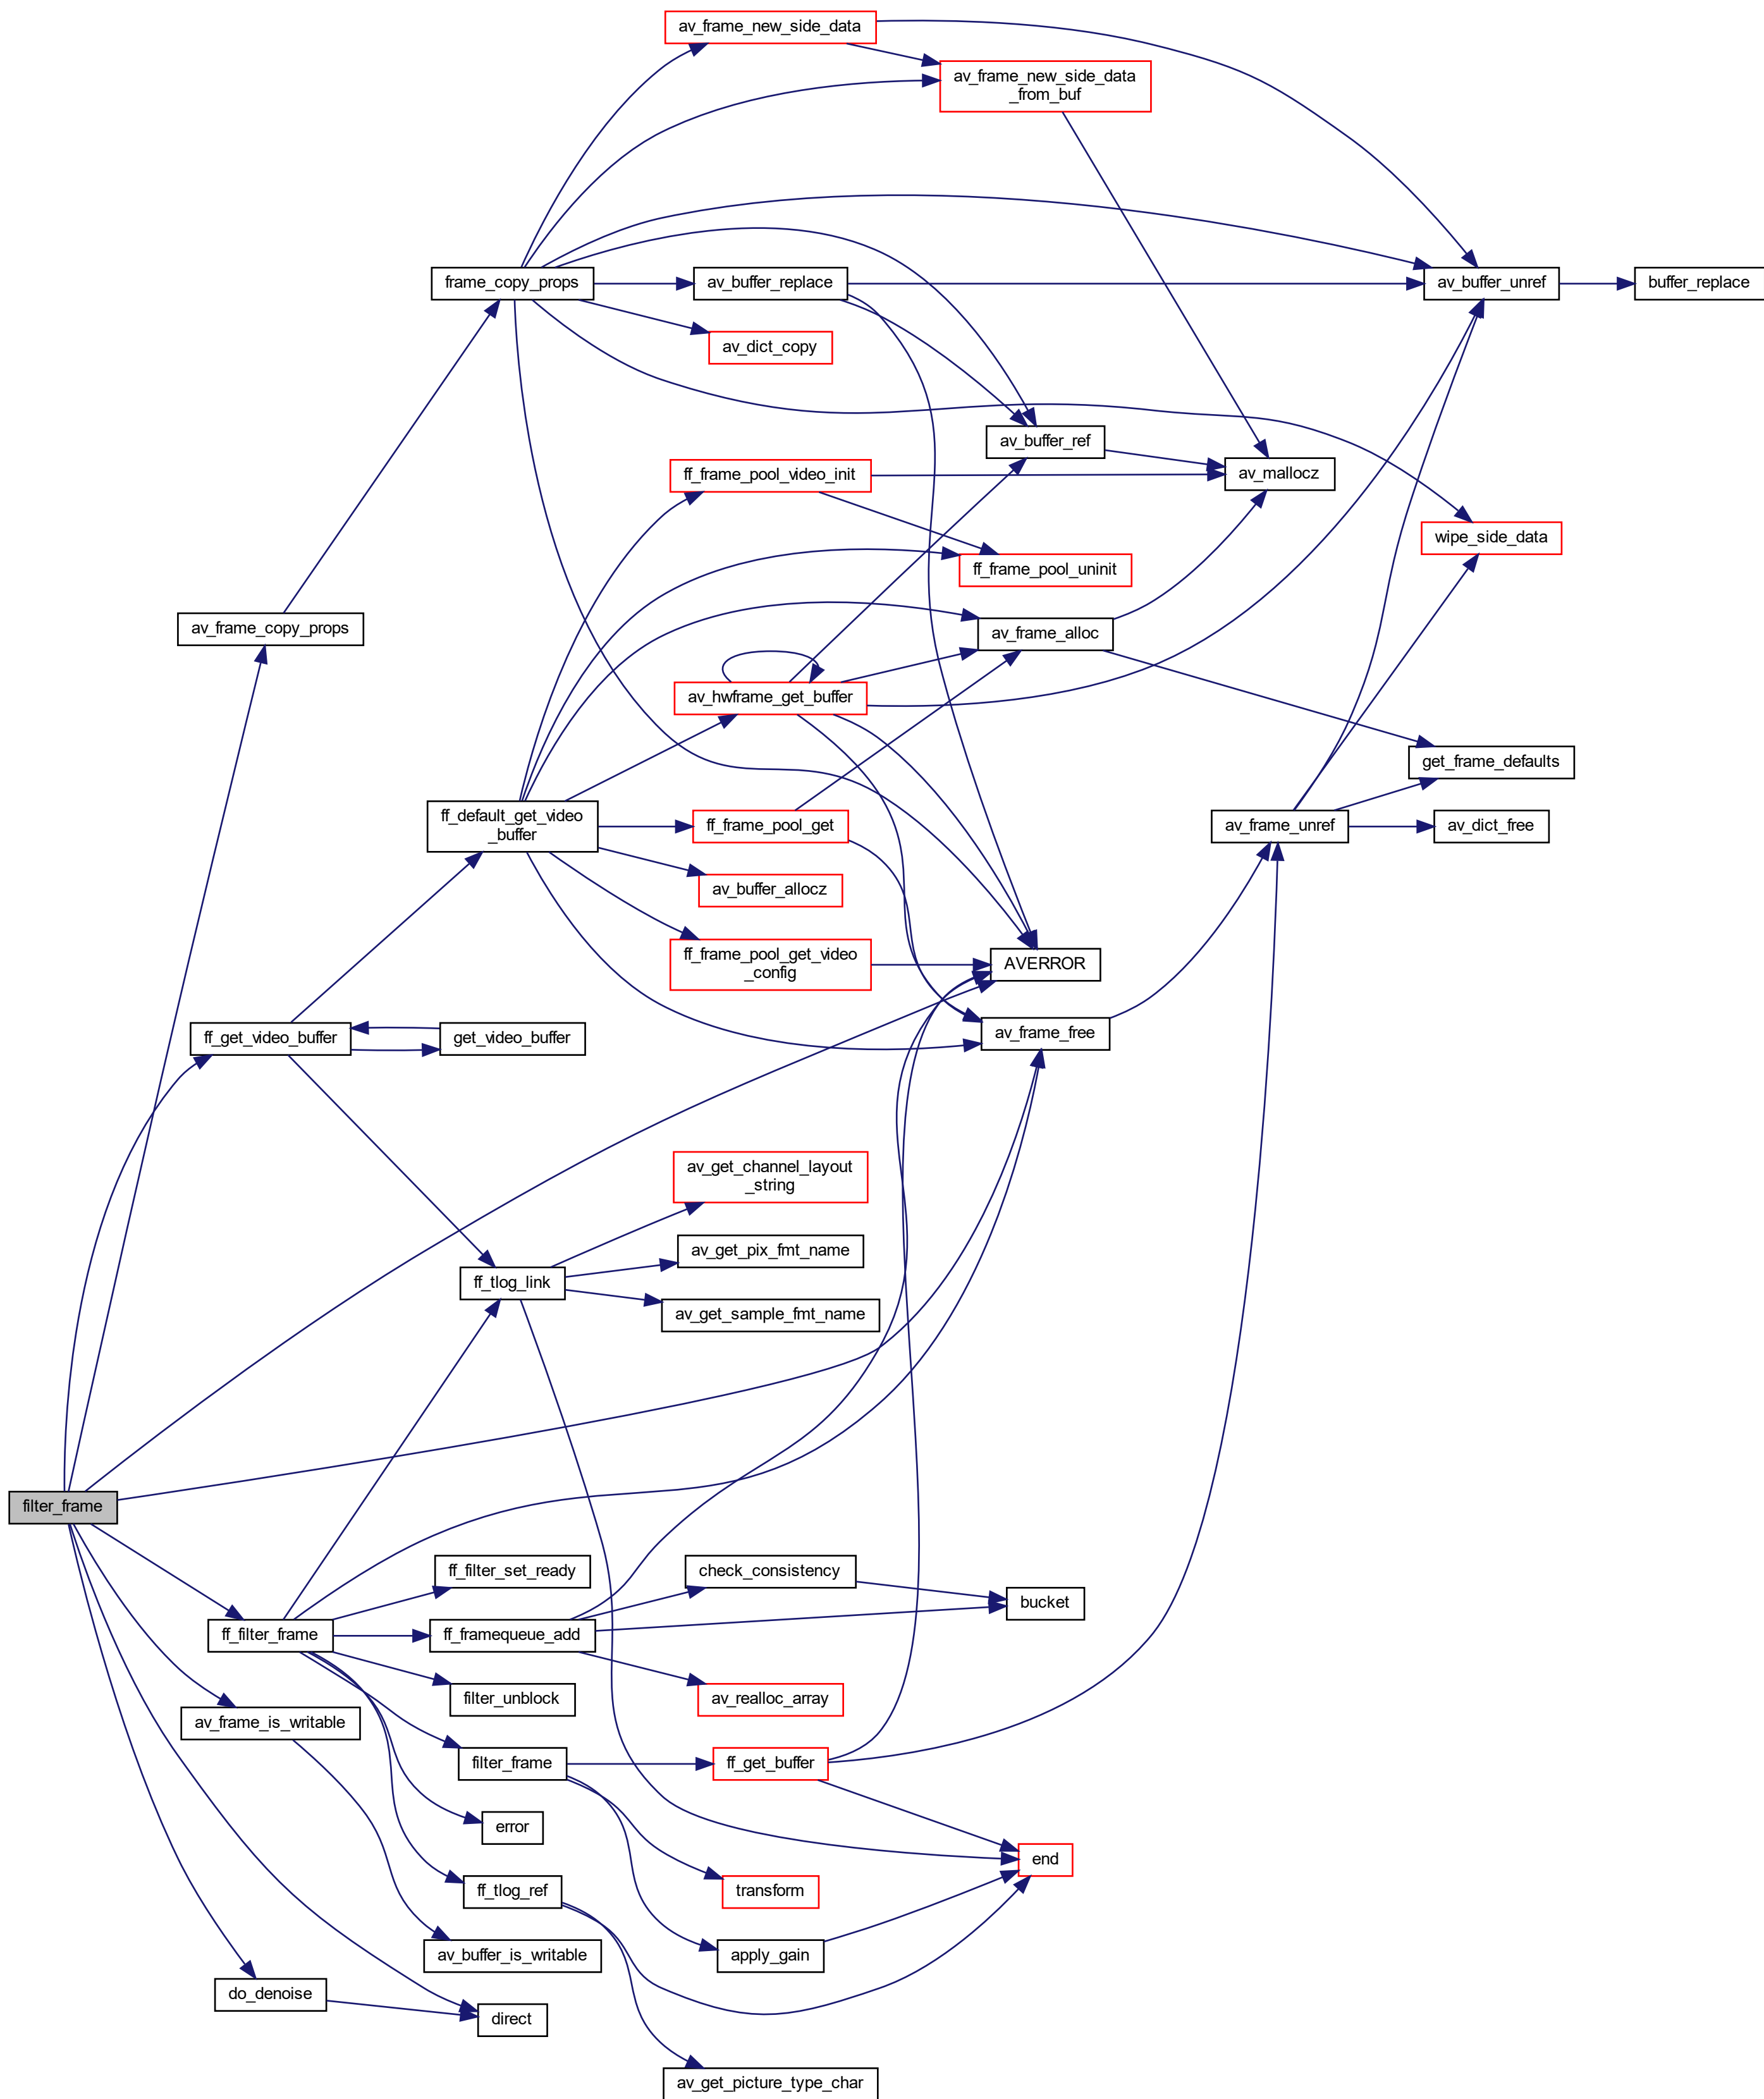 av_frame_new_side_data
av_frame_new_side_data
_from_buf
frame_copy_props
av_buffer_replace
av_buffer_unref
buffer_replace
av_dict_copy
av_buffer_ref
ff_frame_pool_video_init
av_mallocz
wipe_side_data
ff_frame_pool_uninit
av_frame_copy_props
av_frame_alloc
av_hwframe_get_buffer
get_frame_defaults
ff_default_get_video
_buffer
ff_frame_pool_get
av_frame_unref
av_dict_free
av_buffer_allocz
ff_frame_pool_get_video
_config
AVERROR
ff_get_video_buffer
get_video_buffer
av_frame_free
av_get_channel_layout
_string
av_get_pix_fmt_name
ff_tlog_link
av_get_sample_fmt_name
filter_frame
ff_filter_set_ready
check_consistency
bucket
ff_filter_frame
ff_framequeue_add
filter_unblock
av_realloc_array
av_frame_is_writable
filter_frame
ff_get_buffer
error
end
ff_tlog_ref
transform
av_buffer_is_writable
apply_gain
do_denoise
direct
av_get_picture_type_char